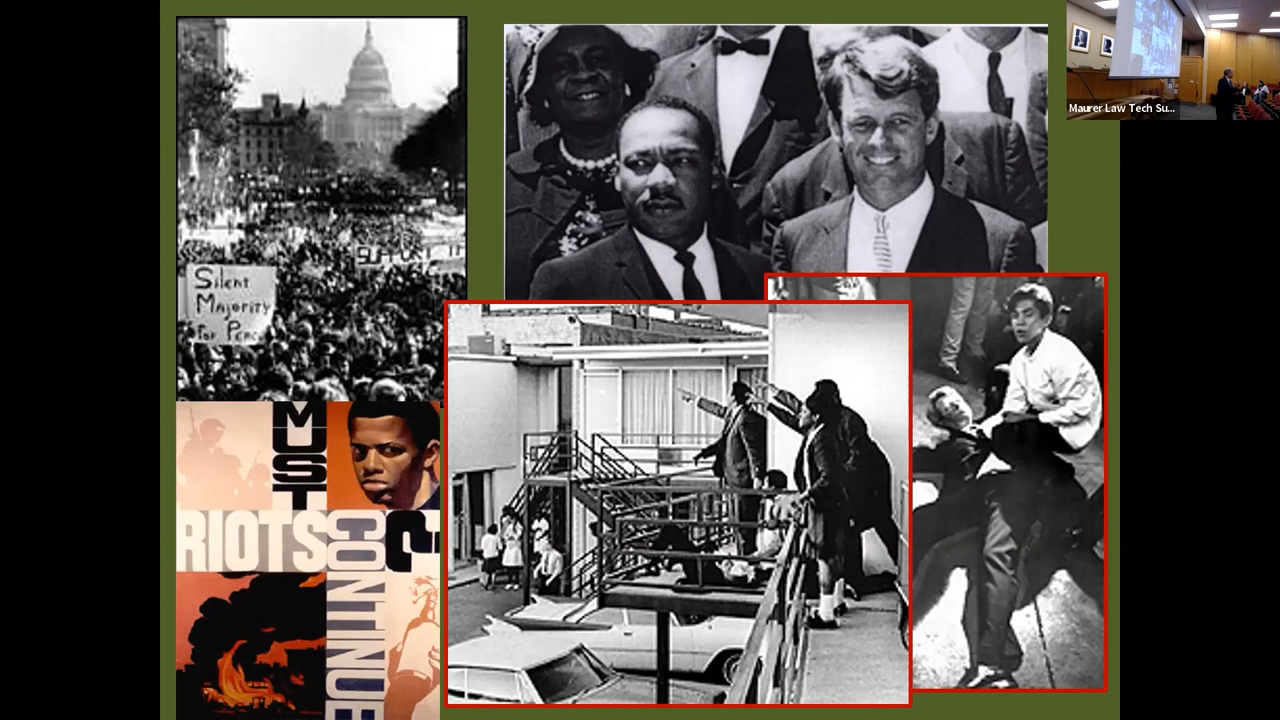 Maurer Law Tech Su...
Silent
Majority
for Peace
MUST
RIOTS
CONTINUE